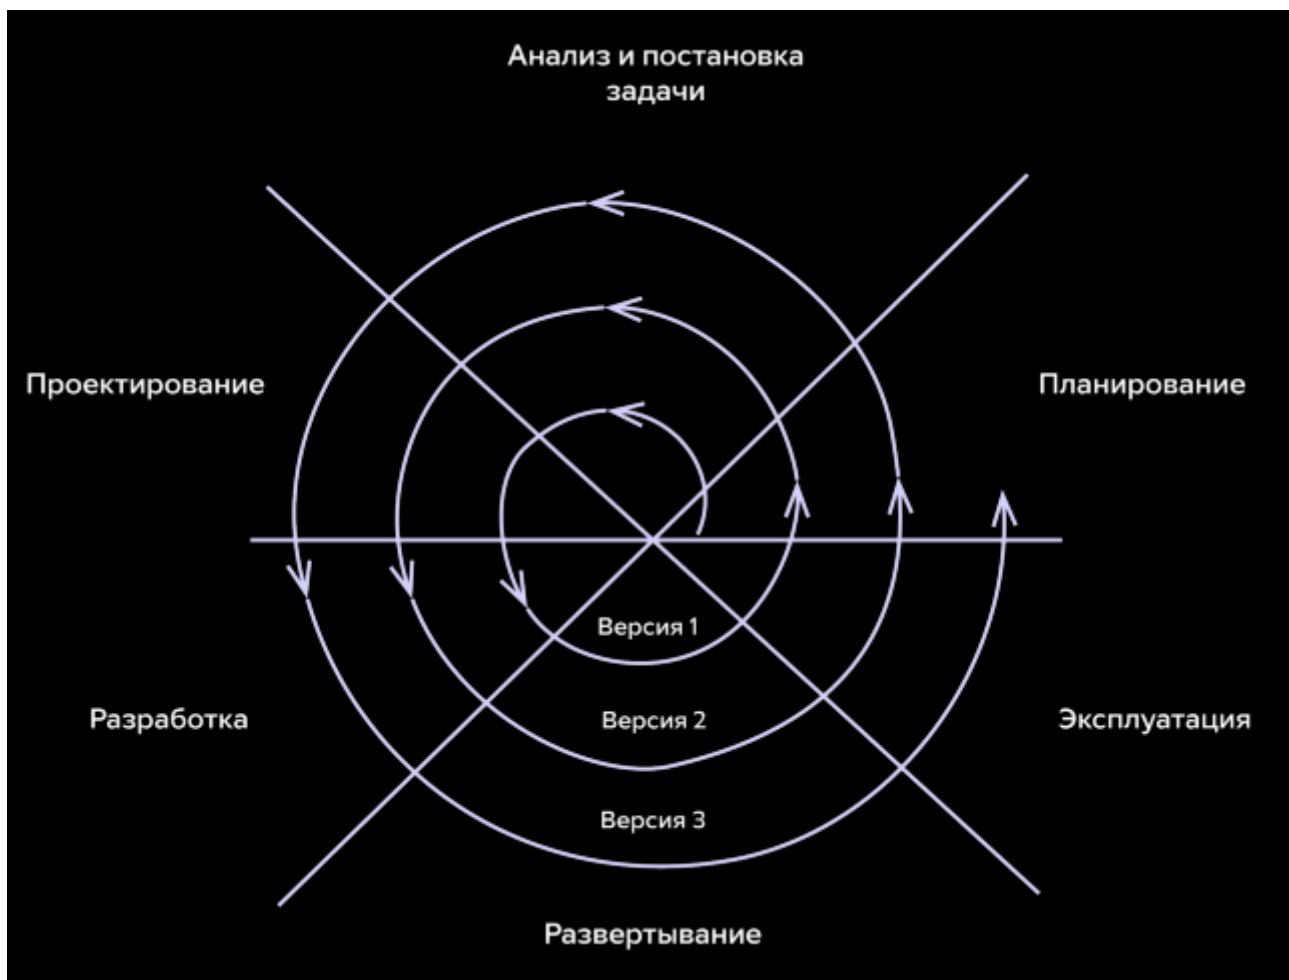 Анализ и постановка
задачи
Проектирование
Планирование
Версия 1
Разработка
Версия 2
Эксплуатация
Версия 3
Развертывание